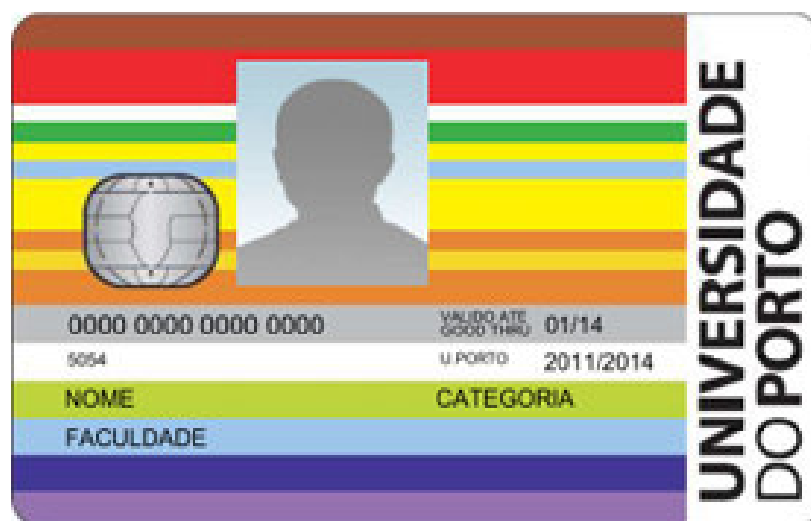 0000 0000 0000 0000 VALIDO ATE GOOD THRU 01/14
5054 U.PORTO 2011/2014
NOME CATEGORIA
FACULDADE
UNIVERSIDADE
DO PORTO